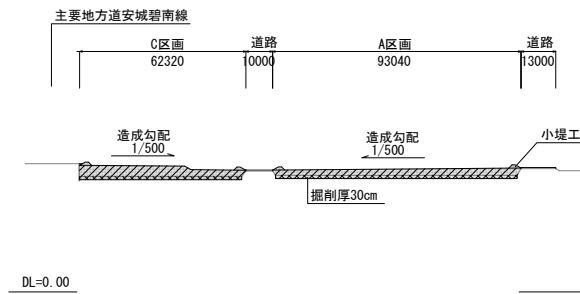 主要地方道安城碧南線
C区画 道路 A区画 道路
62320 10000 93040 13000
造成勾配 造成勾配 小堤工
1/500 1/500
掘削厚30cm
DL=0.00